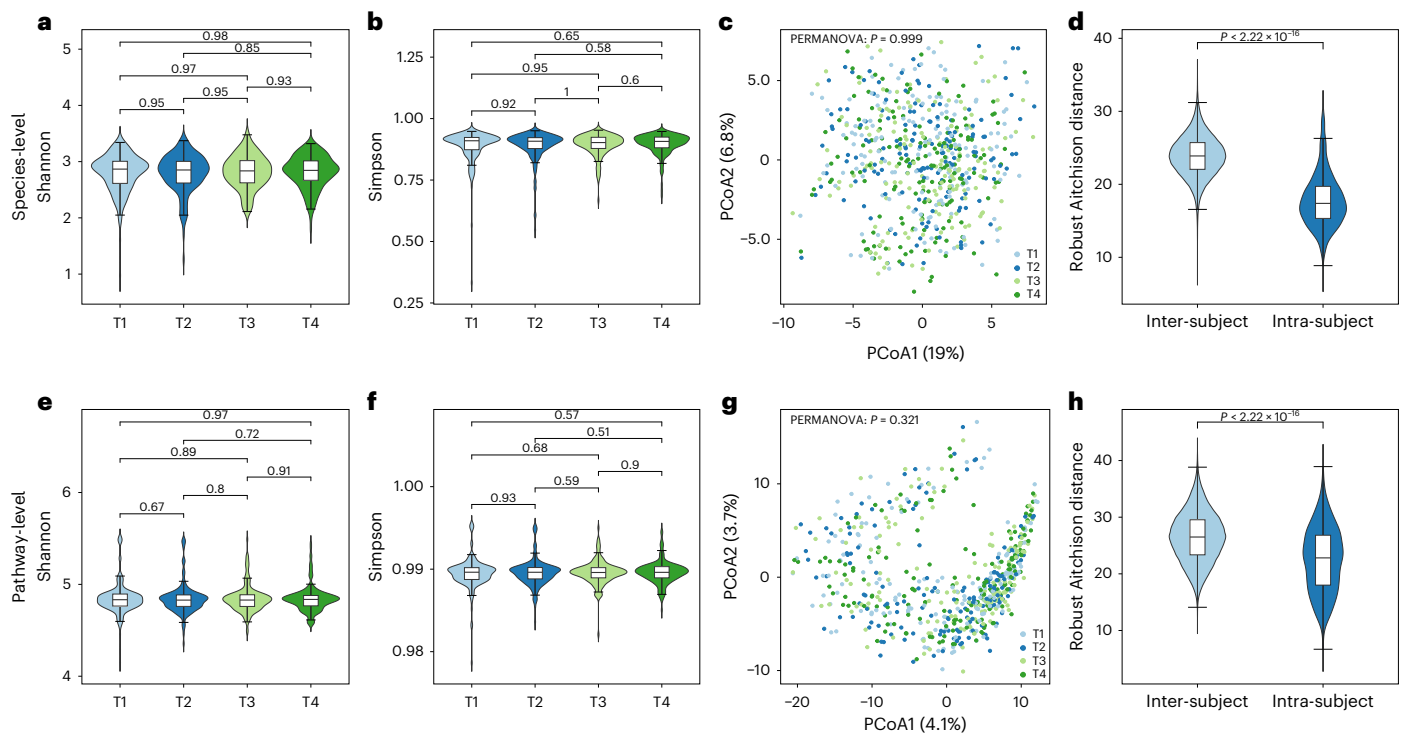 a
Species-level
Shannon
5
4
3
2
1
0.98
0.85
0.97
0.93
0.95
0.95
T1
T2
T3
T4
b
Simpson
1.25
1.00
0.75
0.50
0.25
0.65
0.58
0.95
0.6
1
0.92
T1
T2
T3
T4
c
PERMANOVA: P = 0.999
PCoA2 (6.8%)
5.0
0
−5.0
T1
T2
T3
T4
−10
−5
0
5
PCoA1 (19%)
d
Robust Aitchison distance
40
30
20
10
P < 2.22 × 10−16
Inter-subject
Intra-subject
e
Pathway-level
Shannon
6
5
4
0.97
0.72
0.89
0.91
0.8
0.67
T1
T2
T3
T4
f
Simpson
1.00
0.99
0.98
0.57
0.51
0.68
0.9
0.59
0.93
T1
T2
T3
T4
g
PERMANOVA: P = 0.321
PCoA2 (3.7%)
10
0
−10
T1
T2
T3
T4
−20
−10
0
10
PCoA1 (4.1%)
h
Robust Aitchison distance
40
30
20
10
P < 2.22 × 10−16
Inter-subject
Intra-subject